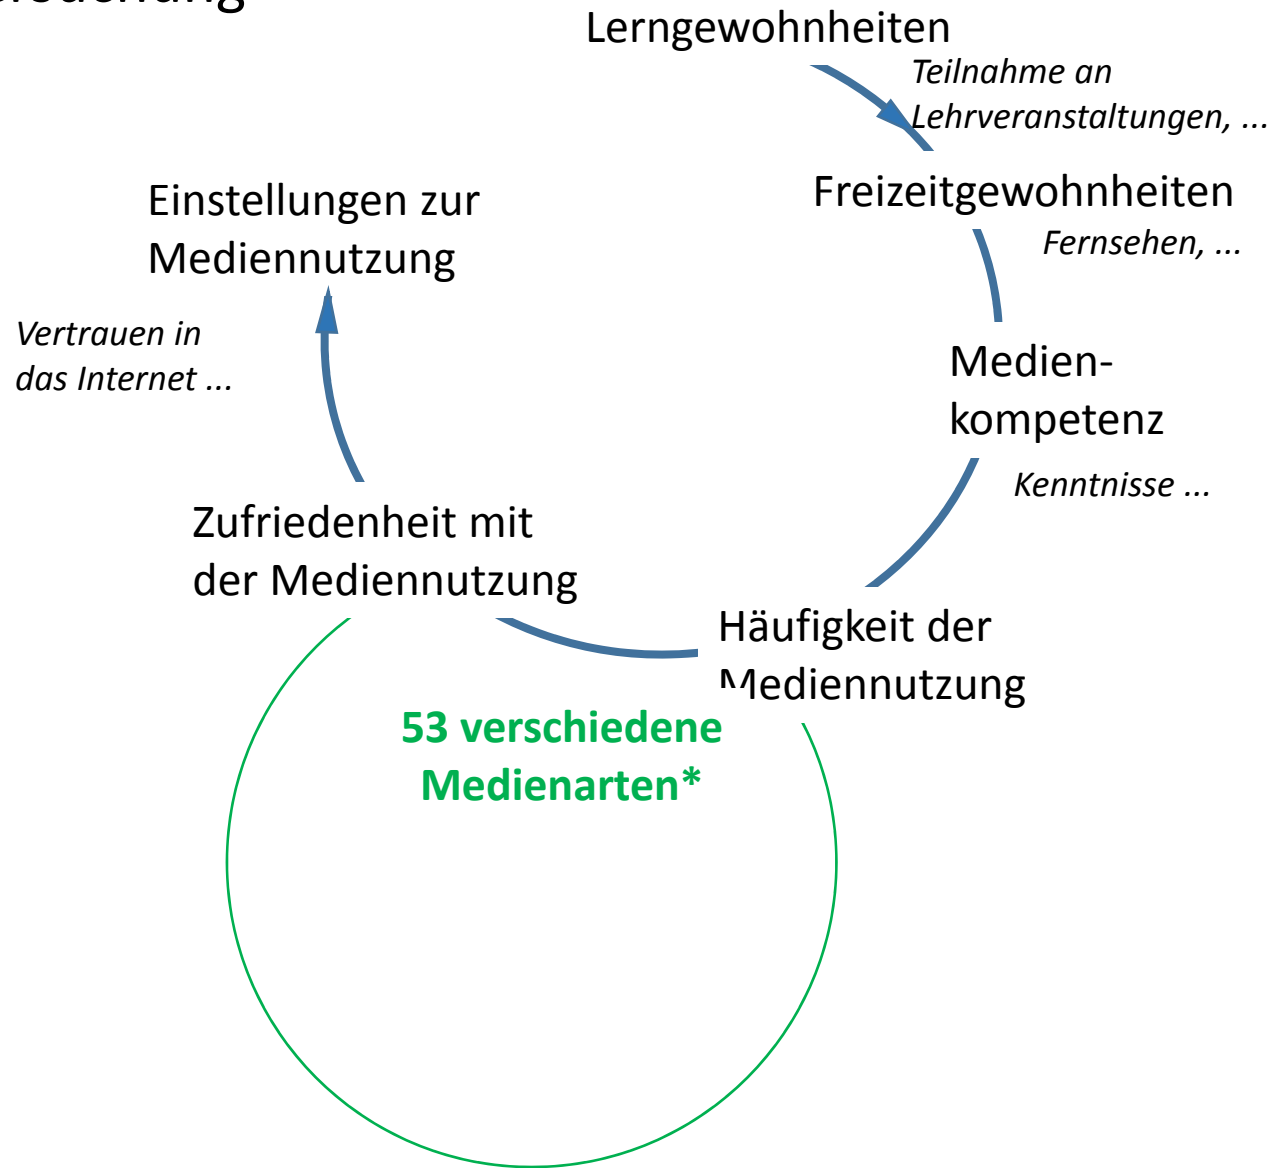 Lerngewohnheiten
Teilnahme an
Lehrveranstaltungen, ...
Freizeitgewohnheiten
Fernsehen, ...
Einstellungen zur
Mediennutzung
Vertrauen in
das Internet ...
Medien-
kompetenz
Kenntnisse ...
Zufriedenheit mit
der Mediennutzung
Häufigkeit der
Mediennutzung
53 verschiedene
Medienarten*